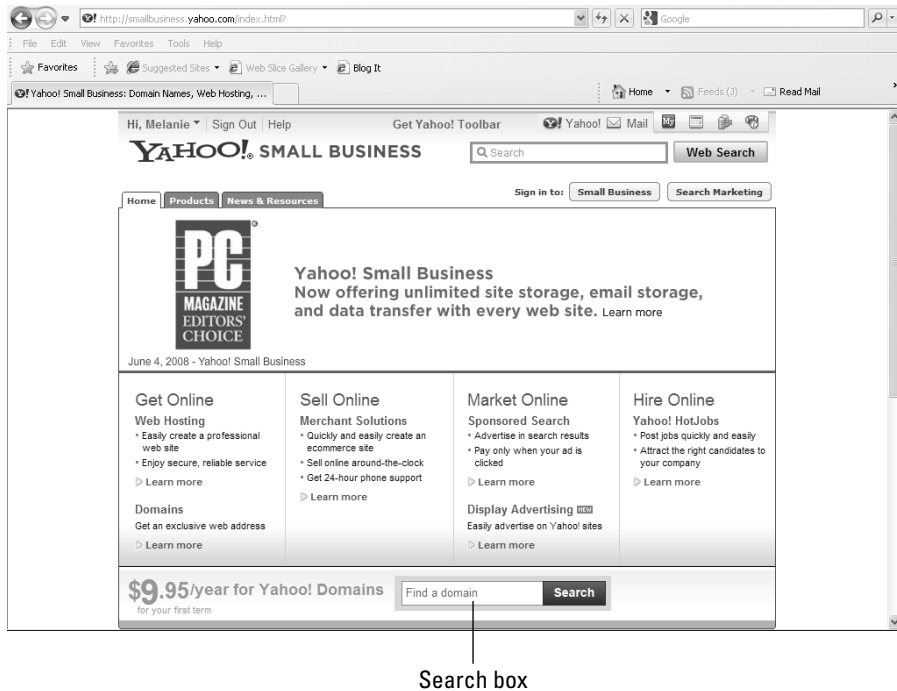 http://smallbusiness.yahoo.com/index.html?
Google
File Edit View Favorites Tools Help
Favorites Suggested Sites Web Slice Gallery Blog It
Yahoo! Small Business: Domain Names, Web Hosting, ...
Home Feeds (J) Read Mail
Hi, Melanie Sign Out Help Get Yahoo! Toolbar Yahoo! Mail
YAHOO!® SMALL BUSINESS
Search
Web Search
Sign in to: Small Business Search Marketing
Home Products News & Resources
PC
MAGAZINE
EDITORS'
CHOICE
®
Yahoo! Small Business
Now offering unlimited site storage, email storage,
and data transfer with every web site. Learn more
June 4, 2008 - Yahoo! Small Business
Get Online
Web Hosting
• Easily create a professional
web site
• Enjoy secure, reliable service
Learn more
Domains
Get an exclusive web address
Learn more
Sell Online
Merchant Solutions
• Quickly and easily create an
ecommerce site
• Sell online around-the-clock
• Get 24-hour phone support
Learn more
Market Online
Sponsored Search
• Advertise in search results
• Pay only when your ad is
clicked
Learn more
Display Advertising NEW
Easily advertise on Yahoo! sites
Learn more
Hire Online
Yahoo! HotJobs
• Post jobs quickly and easily
• Attract the right candidates to
your company
Learn more
$9.95/year for Yahoo! Domains
for your first term
Find a domain
Search
Search box